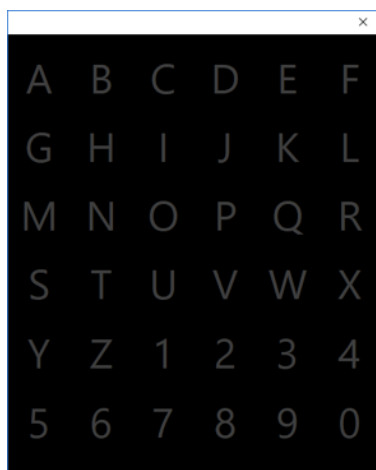 A B C D E F
G H I J K L
M N O P Q R
S T U V W X
Y Z 1 2 3 4
5 6 7 8 9 0